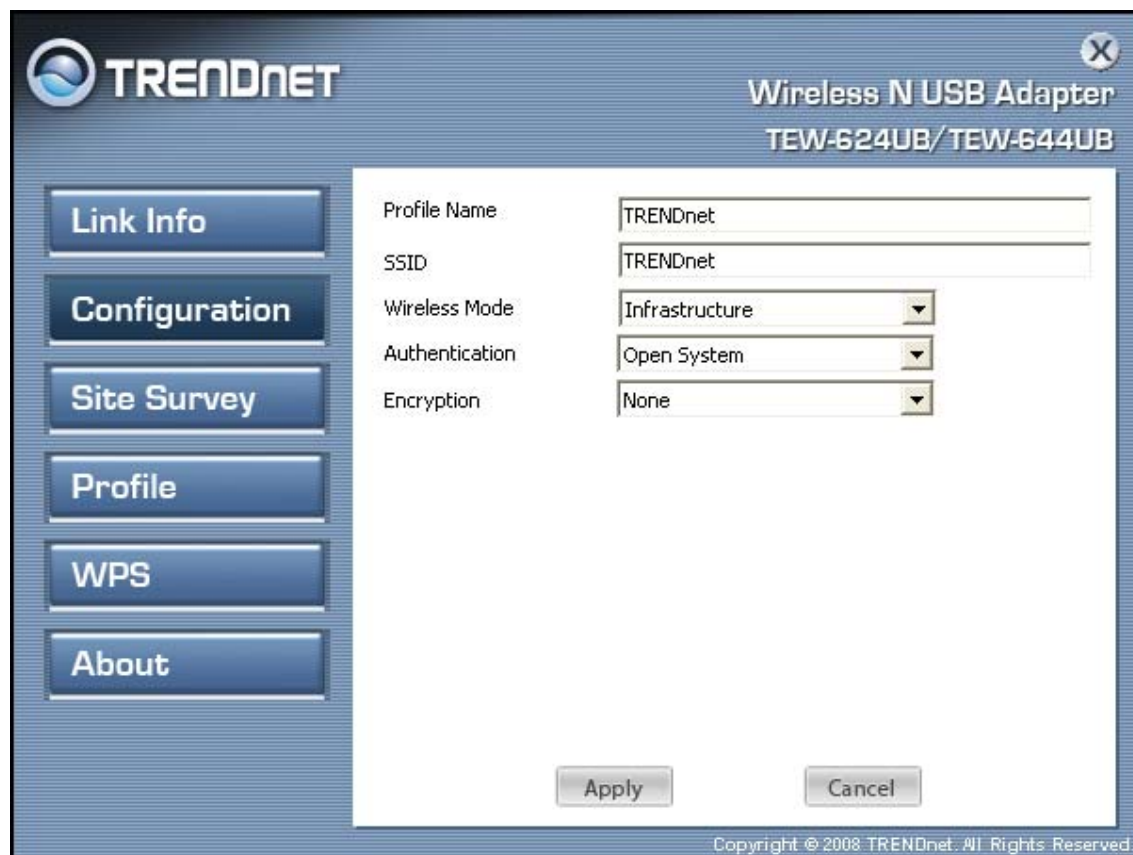 TRENDnet
Wireless N USB Adapter
TEW-624UB/TEW-644UB
Link Info
Configuration
Site Survey
Profile
WPS
About
Profile Name TRENDnet
SSID TRENDnet
Wireless Mode Infrastructure
Authentication Open System
Encryption None
Apply Cancel
Copyright © 2008 TRENDnet. All Rights Reserved